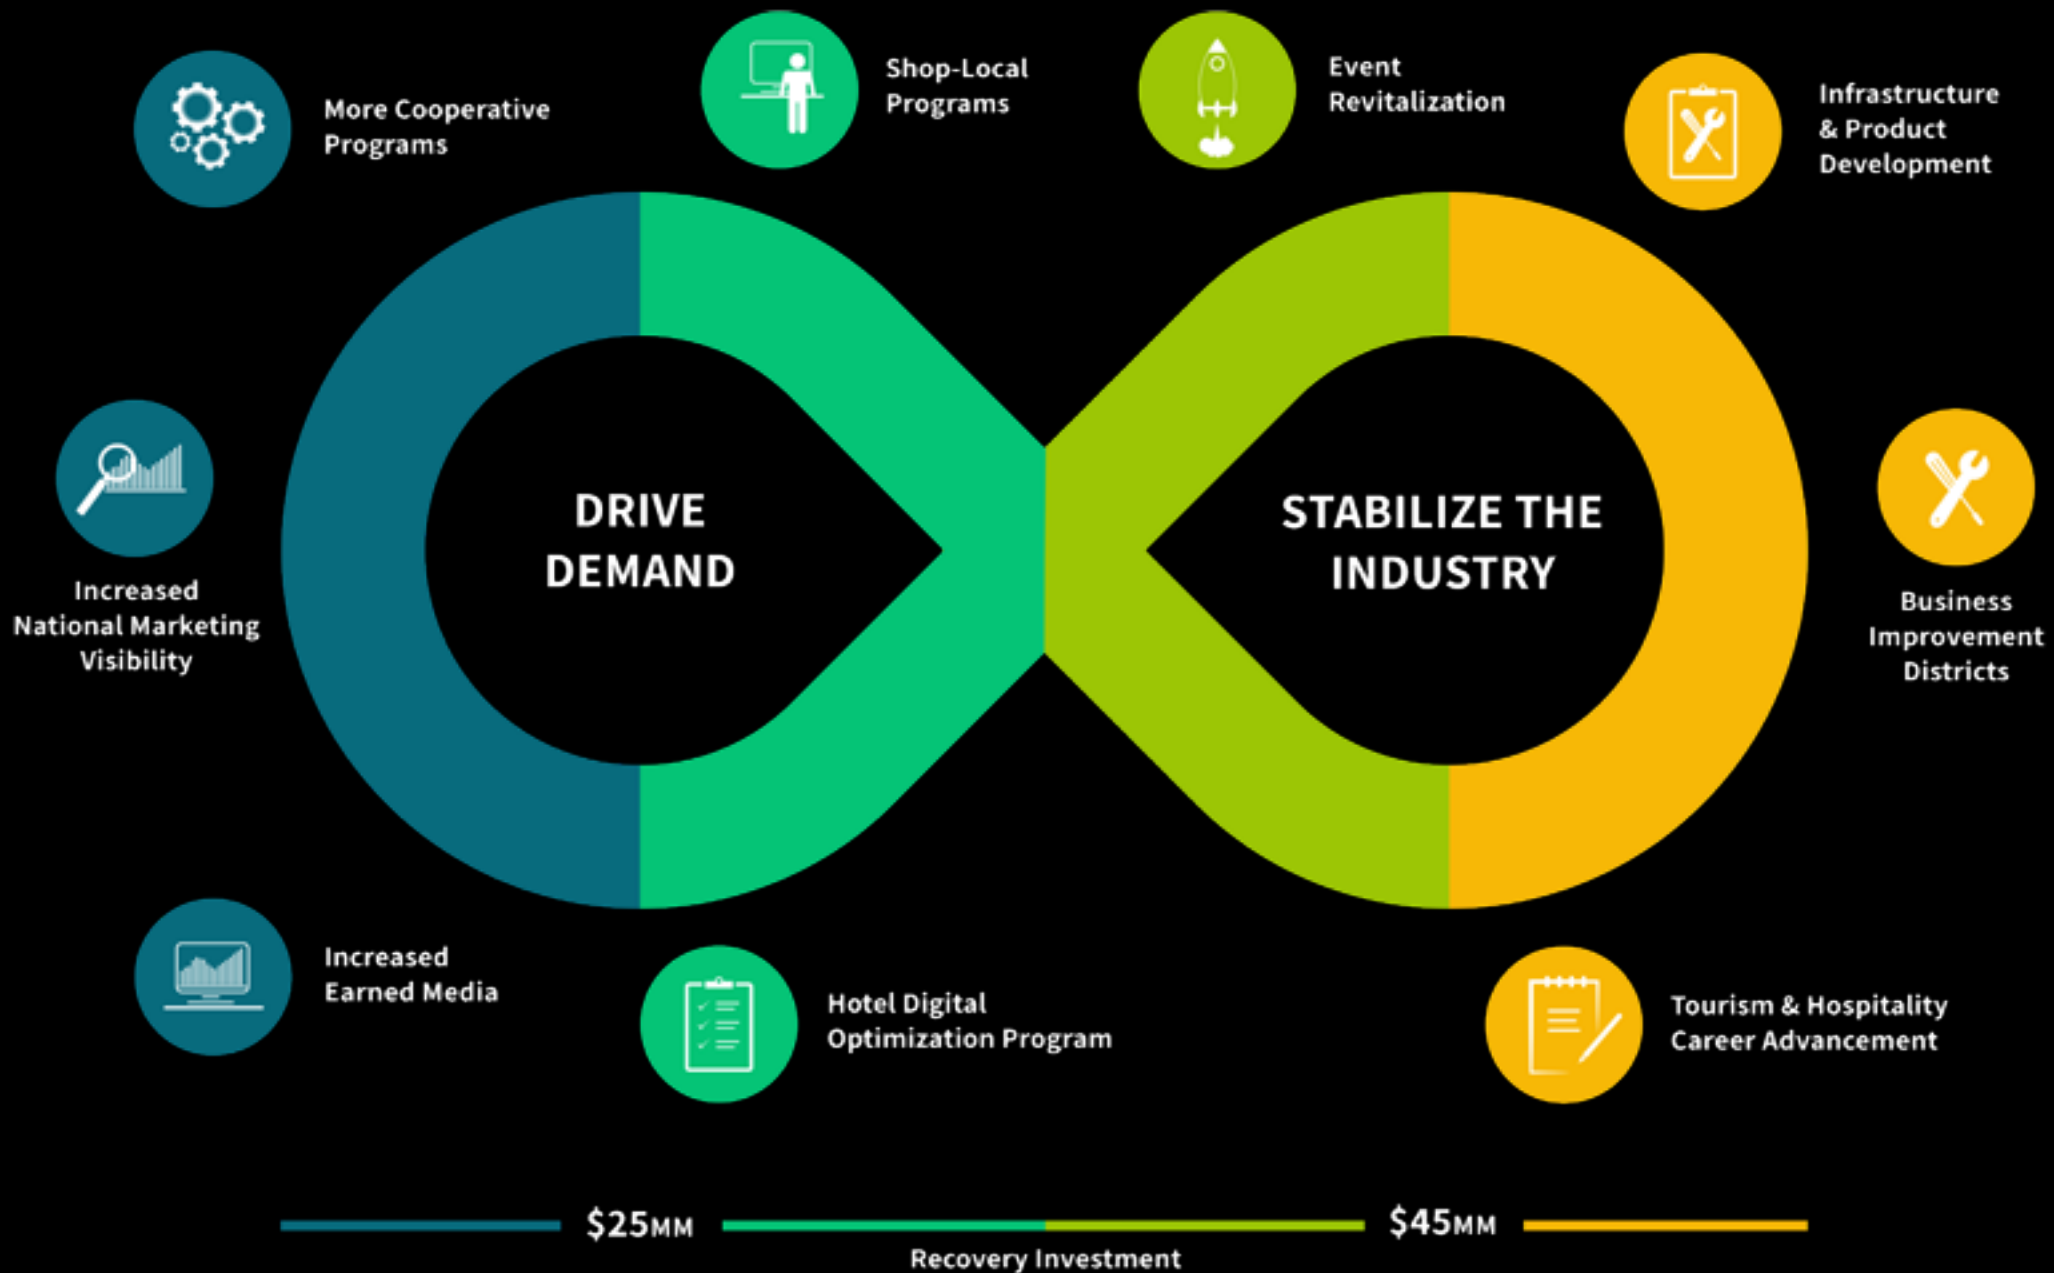 More Cooperative
Programs
Shop-Local
Programs
Event
Revitalization
Infrastructure
& Product
Development
Increased
National Marketing
Visibility
DRIVE
DEMAND
STABILIZE THE
INDUSTRY
Business
Improvement
Districts
Increased
Earned Media
Hotel Digital
Optimization Program
Tourism & Hospitality
Career Advancement
$25MM
$45MM
Recovery Investment